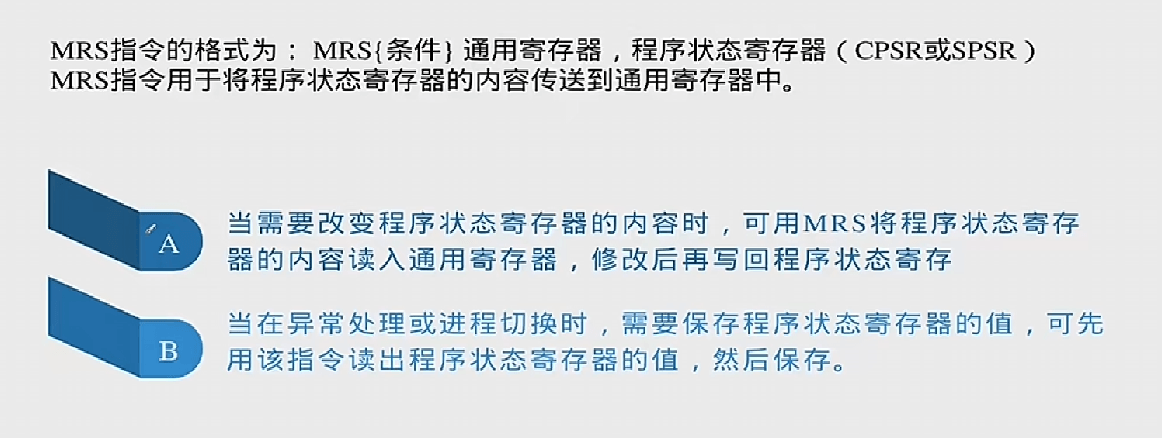 MRS指令的格式为： MRS{条件} 通用寄存器，程序状态寄存器（CPSR或SPSR）
MRS指令用于将程序状态寄存器的内容传送到通用寄存器中。
A
当需要改变程序状态寄存器的内容时，可用MRS将程序状态寄存
器的内容读入通用寄存器，修改后再写回程序状态寄存
B
当在异常处理或进程切换时，需要保存程序状态寄存器的值，可先
用该指令读出程序状态寄存器的值，然后保存。